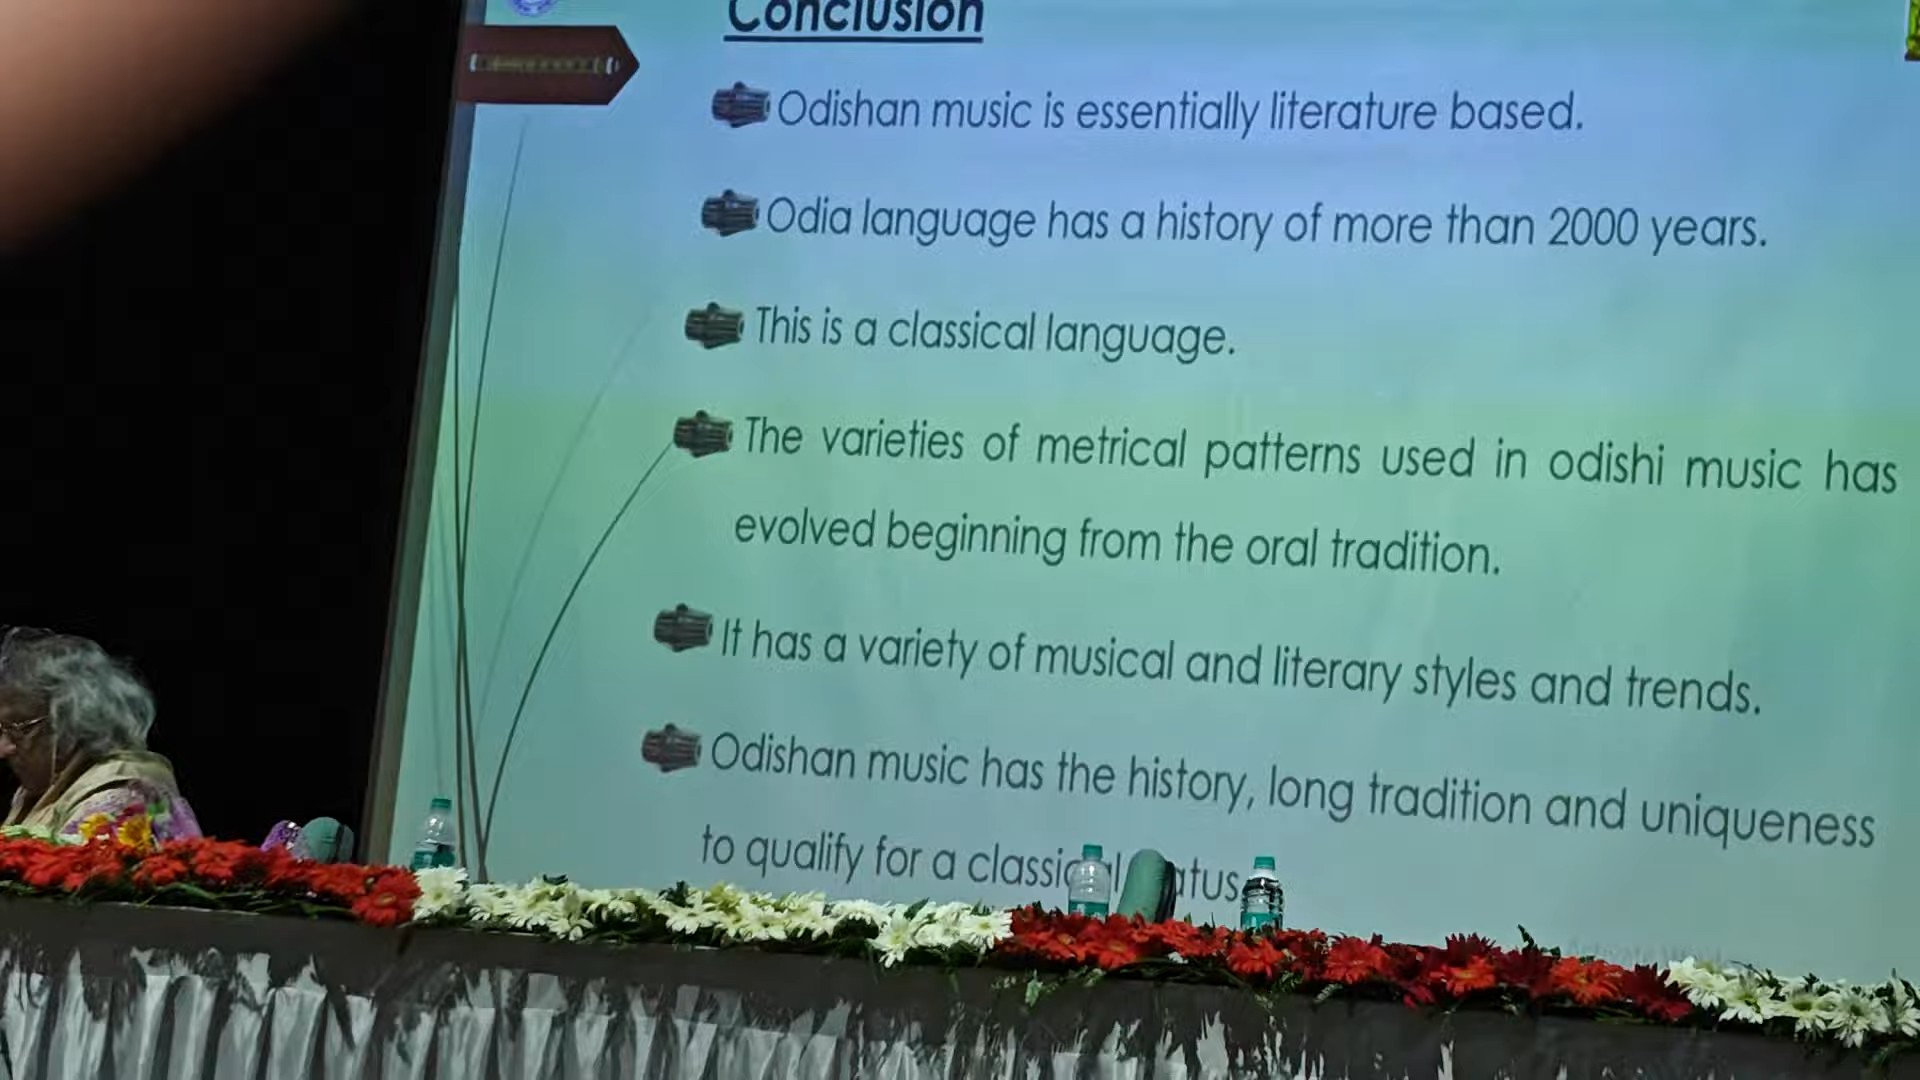 Conclusion
Odishan music is essentially literature based.
Odia language has a history of more than 2000 years.
This is a classical language.
The varieties of metrical patterns used in odishi music has
evolved beginning from the oral tradition.
It has a variety of musical and literary styles and trends.
Odishan music has the history, long tradition and uniqueness
to qualify for a classical